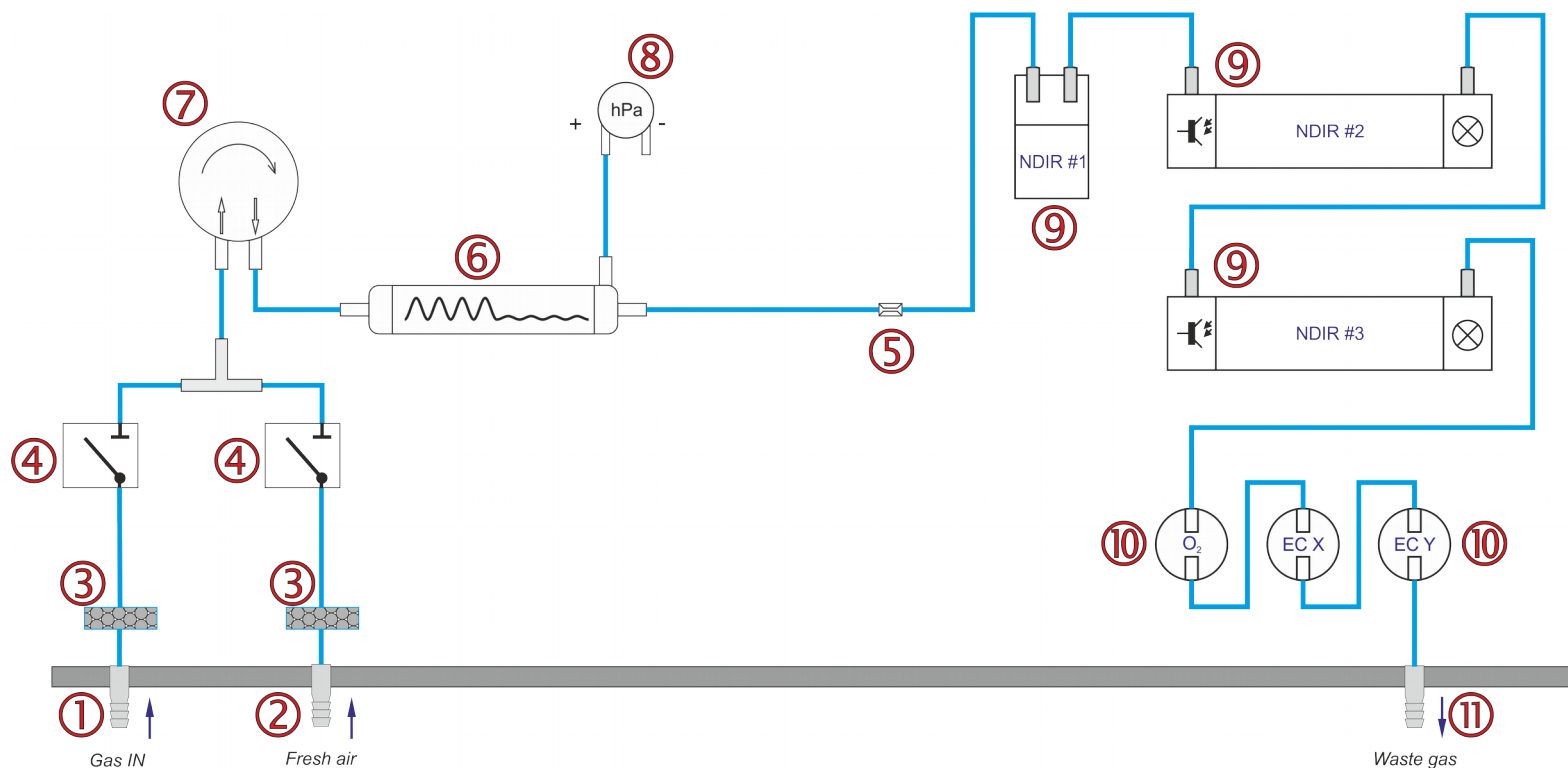 ⑧
hPa
+ -
⑦
⑨
NDIR #2
NDIR #1
⑨
⑥
⑨
NDIR #3
⑤
④
④
⑩
O₂
EC X
EC Y
⑩
③
③
①
②
⑪
Gas IN
Fresh air
Waste gas